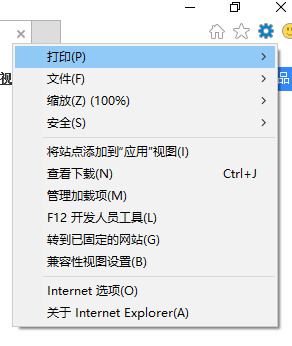 打印(P)
文件(F)
缩放(Z) (100%)
安全(S)
将站点添加到“应用”视图(I)
查看下载(N) Ctrl+J
管理加载项(M)
F12 开发人员工具(L)
转到已固定的网站(G)
兼容性视图设置(B)
Internet 选项(O)
关于 Internet Explorer(A)
视
品